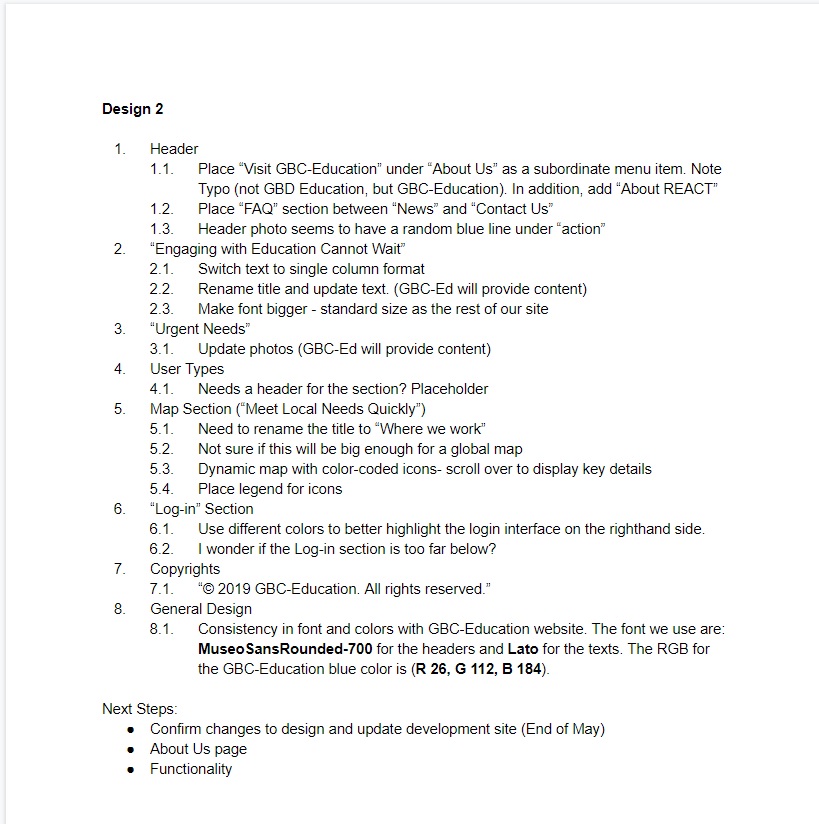 Design 2
1. Header
1.1. Place “Visit GBC-Education” under “About Us” as a subordinate menu item. Note
Typo (not GBD Education, but GBC-Education). In addition, add “About REACT”
1.2. Place “FAQ” section between “News” and “Contact Us”
1.3. Header photo seems to have a random blue line under “action”
2. “Engaging with Education Cannot Wait”
2.1. Switch text to single column format
2.2. Rename title and update text. (GBC-Ed will provide content)
2.3. Make font bigger - standard size as the rest of our site
3. “Urgent Needs”
3.1. Update photos (GBC-Ed will provide content)
4. User Types
4.1. Needs a header for the section? Placeholder
5. Map Section (“Meet Local Needs Quickly”)
5.1. Need to rename the title to “Where we work”
5.2. Not sure if this will be big enough for a global map
5.3. Dynamic map with color-coded icons- scroll over to display key details
5.4. Place legend for icons
6. “Log-in” Section
6.1. Use different colors to better highlight the login interface on the righthand side.
6.2. I wonder if the Log-in section is too far below?
7. Copyrights
7.1. “© 2019 GBC-Education. All rights reserved.”
8. General Design
8.1. Consistency in font and colors with GBC-Education website. The font we use are:
MuseoSansRounded-700 for the headers and Lato for the texts. The RGB for
the GBC-Education blue color is (R 26, G 112, B 184).
Next Steps:
● Confirm changes to design and update development site (End of May)
● About Us page
● Functionality